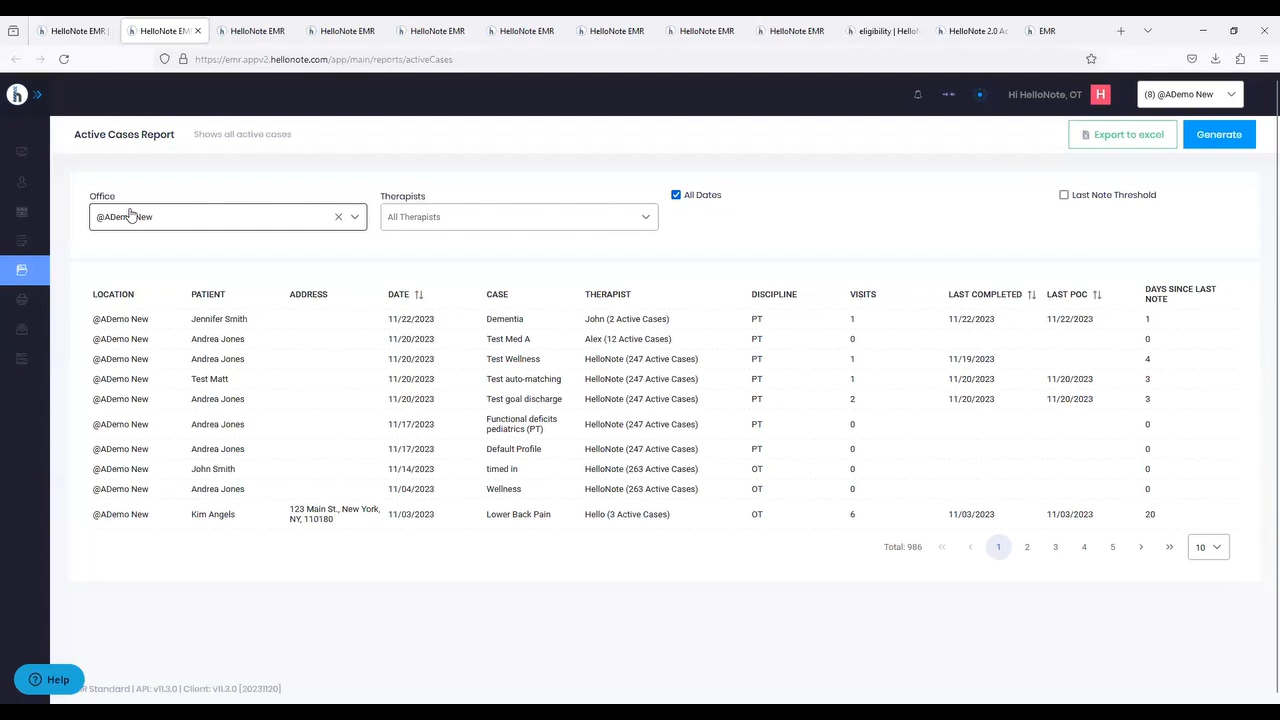 HelloNote EMR |
HelloNote EMR
HelloNote EMR
HelloNote EMR
HelloNote EMR
HelloNote EMR
HelloNote EMR
HelloNote EMR
HelloNote EMR
eligibility | HelloN
HelloNote 2.0 Ac
EMR
https://emr.appv2.hellonote.com/app/main/reports/activeCases
h
Hi HelloNote, OT
H
(8) @ADemo New
Active Cases Report
Shows all active cases
Export to excel
Generate
Office
Therapists
All Dates
Last Note Threshold
@ADemo New
All Therapists
LOCATION PATIENT ADDRESS DATE CASE THERAPIST DISCIPLINE VISITS LAST COMPLETED LAST POC DAYS SINCE LAST
NOTE
@ADemo New Jennifer Smith 11/22/2023 Dementia John (2 Active Cases) PT 1 11/22/2023 11/22/2023 1
@ADemo New Andrea Jones 11/20/2023 Test Med A Alex (12 Active Cases) PT 0 0
@ADemo New Andrea Jones 11/20/2023 Test Wellness HelloNote (247 Active Cases) PT 1 11/19/2023 4
@ADemo New Test Matt 11/20/2023 Test auto-matching HelloNote (247 Active Cases) PT 1 11/20/2023 11/20/2023 3
@ADemo New Andrea Jones 11/20/2023 Test goal discharge HelloNote (247 Active Cases) PT 2 11/20/2023 11/20/2023 3
@ADemo New Andrea Jones 11/17/2023 Functional deficits
pediatrics (PT) HelloNote (247 Active Cases) PT 0 0
@ADemo New Andrea Jones 11/17/2023 Default Profile HelloNote (247 Active Cases) PT 0 0
@ADemo New John Smith 11/14/2023 timed in HelloNote (263 Active Cases) OT 0 0
@ADemo New Andrea Jones 11/04/2023 Wellness HelloNote (263 Active Cases) OT 0 0
@ADemo New Kim Angels 123 Main St., New York,
NY, 110180 11/03/2023 Lower Back Pain Hello (3 Active Cases) OT 6 11/03/2023 11/03/2023 20
Total: 986 1 2 3 4 5 10
Help
Standard | API: v11.3.0 | Client: v11.3.0 [20231120]